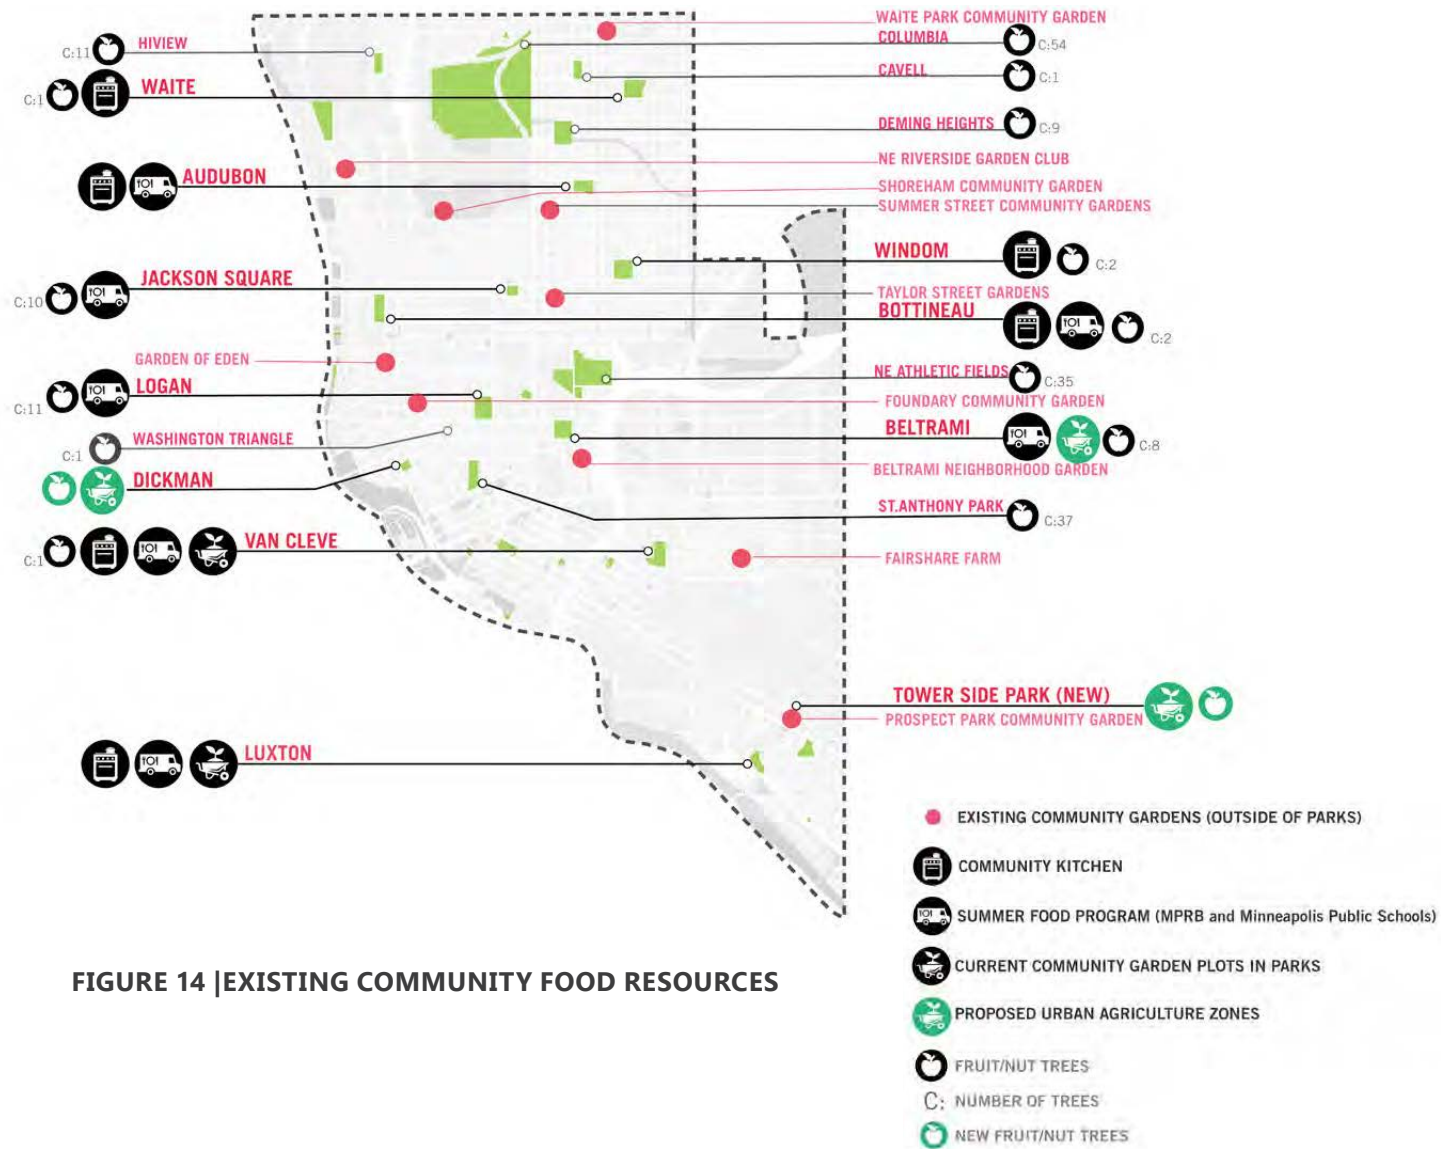 WAITE PARK COMMUNITY GARDEN
COLUMBIA
C:54
C:11
HIVIEW
CAVELL
C:1
C:1
WAITE
DEMING HEIGHTS
C:9
NE RIVERSIDE GARDEN CLUB
AUDUBON
SHOREHAM COMMUNITY GARDEN
SUMMER STREET COMMUNITY GARDENS
WINDOM
C:2
JACKSON SQUARE
C:10
TAYLOR STREET GARDENS
BOTTINEAU
C:2
GARDEN OF EDEN
NE ATHLETIC FIELDS
C:35
LOGAN
C:11
FOUNDARY COMMUNITY GARDEN
BELTRAMI
C:8
WASHINGTON TRIANGLE
C:1
BELTRAMI NEIGHBORHOOD GARDEN
DICKMAN
ST.ANTHONY PARK
C:37
VAN CLEVE
C:1
FAIRSHARE FARM
TOWER SIDE PARK (NEW)
PROSPECT PARK COMMUNITY GARDEN
LUXTON
EXISTING COMMUNITY GARDENS (OUTSIDE OF PARKS)
COMMUNITY KITCHEN
SUMMER FOOD PROGRAM (MPRB and Minneapolis Public Schools)
CURRENT COMMUNITY GARDEN PLOTS IN PARKS
PROPOSED URBAN AGRICULTURE ZONES
FRUIT/NUT TREES
C: NUMBER OF TREES
NEW FRUIT/NUT TREES
FIGURE 14 |EXISTING COMMUNITY FOOD RESOURCES